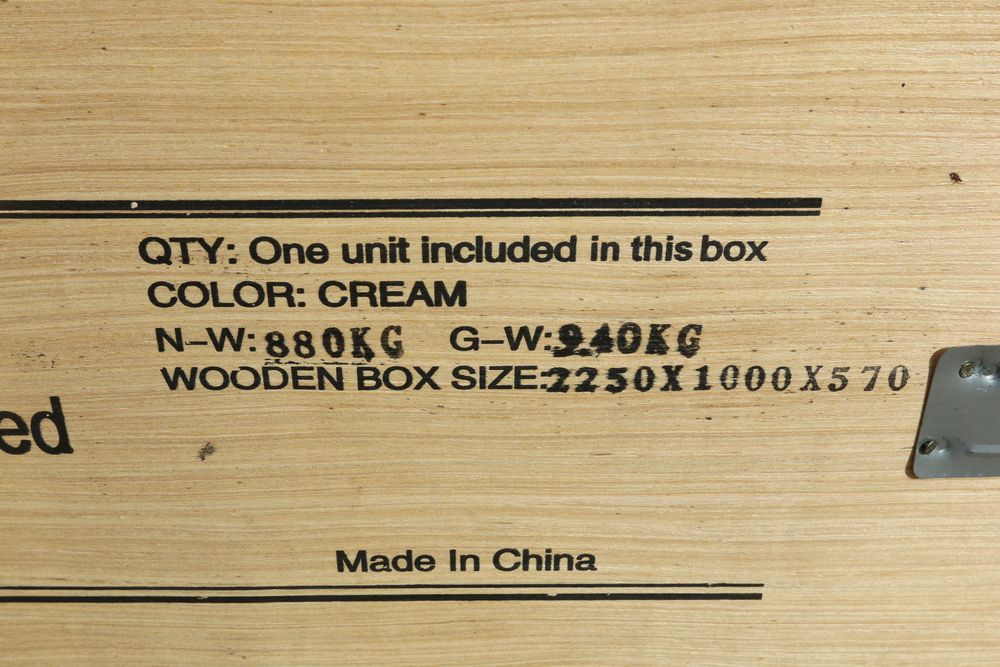 QTY: One unit included in this box
COLOR: CREAM
N-W: 880KG G-W: 940KG
WOODEN BOX SIZE: 2250X1000X570
ed
Made In China